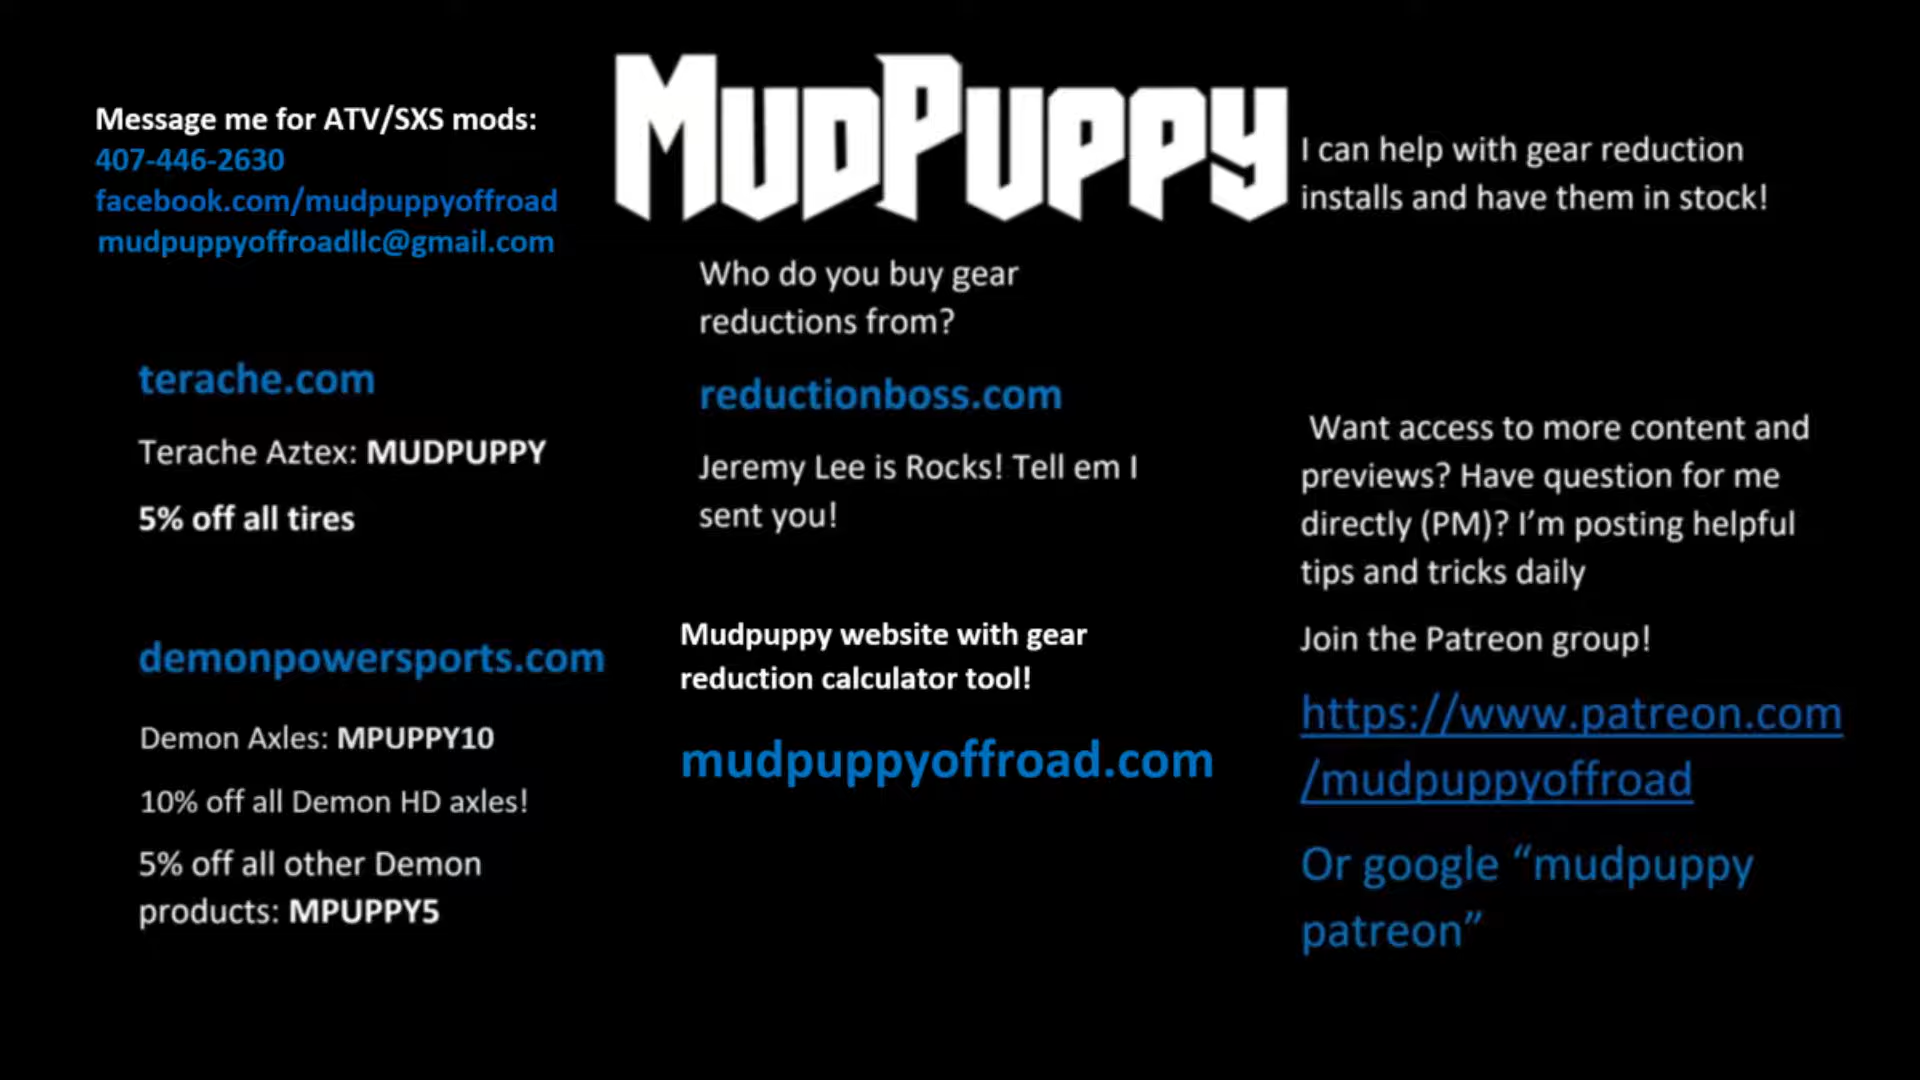 MUDPUPPY
Message me for ATV/SXS mods:
407-446-2630
facebook.com/mudpuppyoffroad
mudpuppyoffroadllc@gmail.com
terache.com
Terache Aztex: MUDPUPPY
5% off all tires
demonpowersports.com
Demon Axles: MPUPPY10
10% off all Demon HD axles!
5% off all other Demon
products: MPUPPY5
Who do you buy gear
reductions from?
reductionboss.com
Jeremy Lee is Rocks! Tell em I
sent you!
Mudpuppy website with gear
reduction calculator tool!
mudpuppyoffroad.com
I can help with gear reduction
installs and have them in stock!
Want access to more content and
previews? Have question for me
directly (PM)? I’m posting helpful
tips and tricks daily
Join the Patreon group!
https://www.patreon.com
/mudpuppyoffroad
Or google “mudpuppy
patreon”